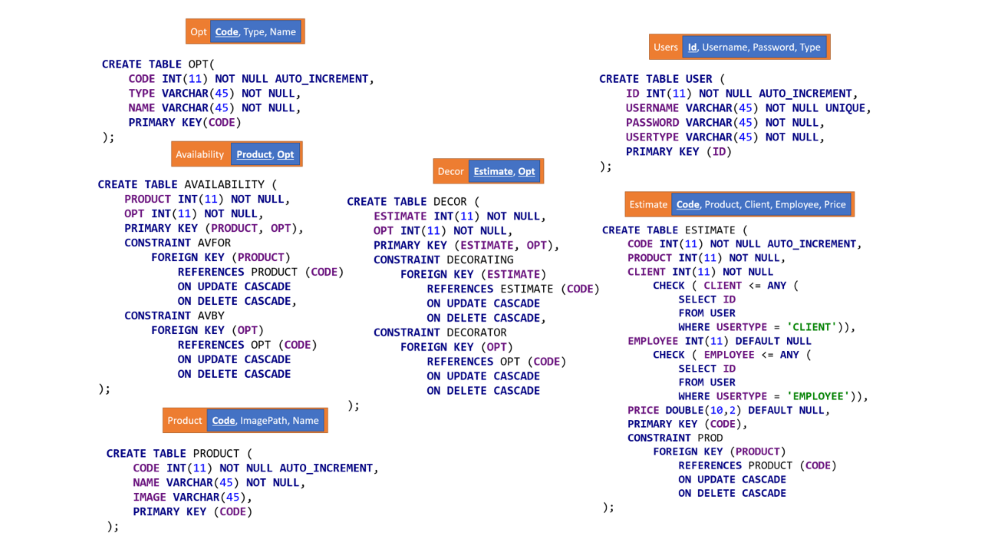 Opt Code, Type, Name
CREATE TABLE OPT(
CODE INT(11) NOT NULL AUTO_INCREMENT,
TYPE VARCHAR(45) NOT NULL,
NAME VARCHAR(45) NOT NULL,
PRIMARY KEY(CODE)
);
Availability Product, Opt
CREATE TABLE AVAILABILITY (
PRODUCT INT(11) NOT NULL,
OPT INT(11) NOT NULL,
PRIMARY KEY (PRODUCT, OPT),
CONSTRAINT AVFOR
FOREIGN KEY (PRODUCT)
REFERENCES PRODUCT (CODE)
ON UPDATE CASCADE
ON DELETE CASCADE,
CONSTRAINT AVBY
FOREIGN KEY (OPT)
REFERENCES OPT (CODE)
ON UPDATE CASCADE
ON DELETE CASCADE
);
Product Code, ImagePath, Name
CREATE TABLE PRODUCT (
CODE INT(11) NOT NULL AUTO_INCREMENT,
NAME VARCHAR(45) NOT NULL,
IMAGE VARCHAR(45),
PRIMARY KEY (CODE)
);
Decor Estimate, Opt
CREATE TABLE DECOR (
ESTIMATE INT(11) NOT NULL,
OPT INT(11) NOT NULL,
PRIMARY KEY (ESTIMATE, OPT),
CONSTRAINT DECORATING
FOREIGN KEY (ESTIMATE)
REFERENCES ESTIMATE (CODE)
ON UPDATE CASCADE
ON DELETE CASCADE,
CONSTRAINT DECORATOR
FOREIGN KEY (OPT)
REFERENCES OPT (CODE)
ON UPDATE CASCADE
ON DELETE CASCADE
);
Users Id, Username, Password, Type
CREATE TABLE USER (
ID INT(11) NOT NULL AUTO_INCREMENT,
USERNAME VARCHAR(45) NOT NULL UNIQUE,
PASSWORD VARCHAR(45) NOT NULL,
USERTYPE VARCHAR(45) NOT NULL,
PRIMARY KEY (ID)
);
Estimate Code, Product, Client, Employee, Price
CREATE TABLE ESTIMATE (
CODE INT(11) NOT NULL AUTO_INCREMENT,
PRODUCT INT(11) NOT NULL,
CLIENT INT(11) NOT NULL
CHECK ( CLIENT <= ANY (
SELECT ID
FROM USER
WHERE USERTYPE = 'CLIENT')),
EMPLOYEE INT(11) DEFAULT NULL
CHECK ( EMPLOYEE <= ANY (
SELECT ID
FROM USER
WHERE USERTYPE = 'EMPLOYEE')),
PRICE DOUBLE(10,2) DEFAULT NULL,
PRIMARY KEY (CODE),
CONSTRAINT PROD
FOREIGN KEY (PRODUCT)
REFERENCES PRODUCT (CODE)
ON UPDATE CASCADE
ON DELETE CASCADE
);